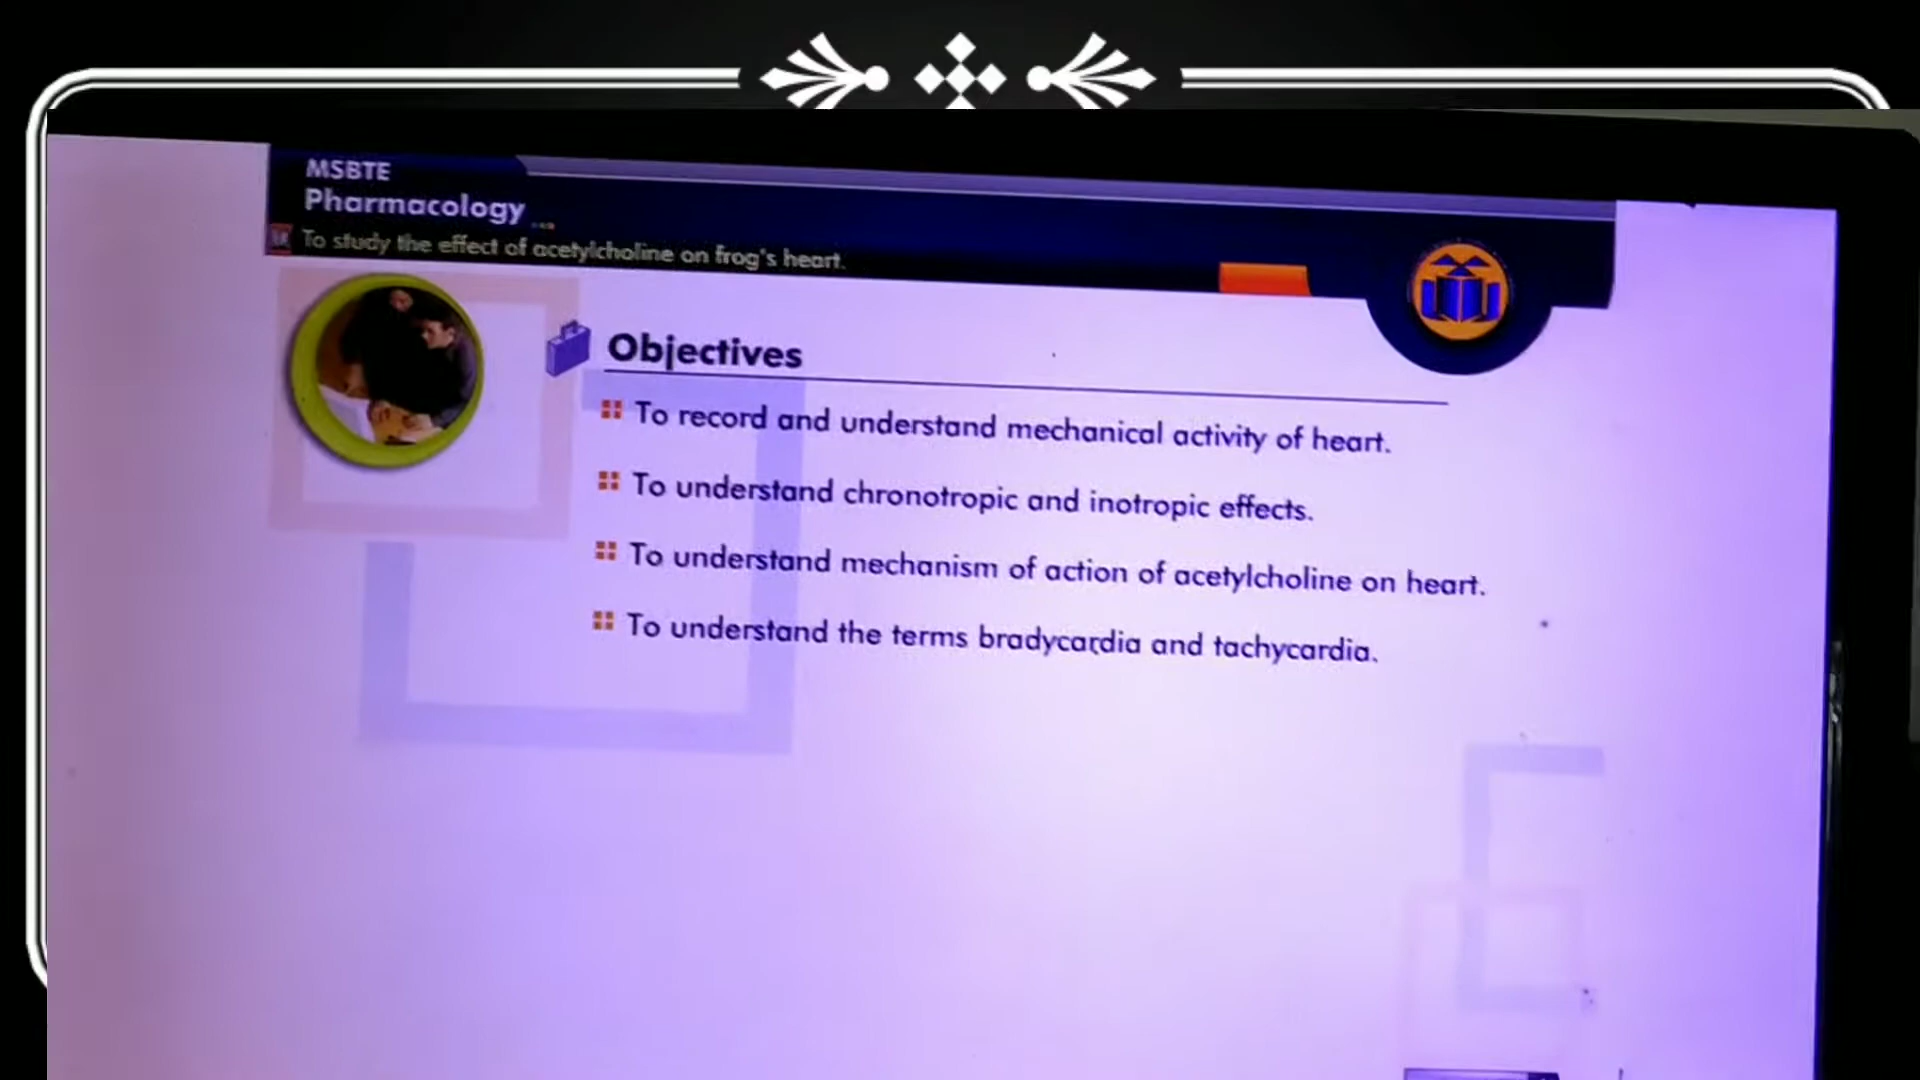 MSBTE
Pharmacology
To study the effect of acetylcholine on frog's heart.
Objectives
To record and understand mechanical activity of heart.
To understand chronotropic and inotropic effects.
To understand mechanism of action of acetylcholine on heart.
To understand the terms bradycardia and tachycardia.